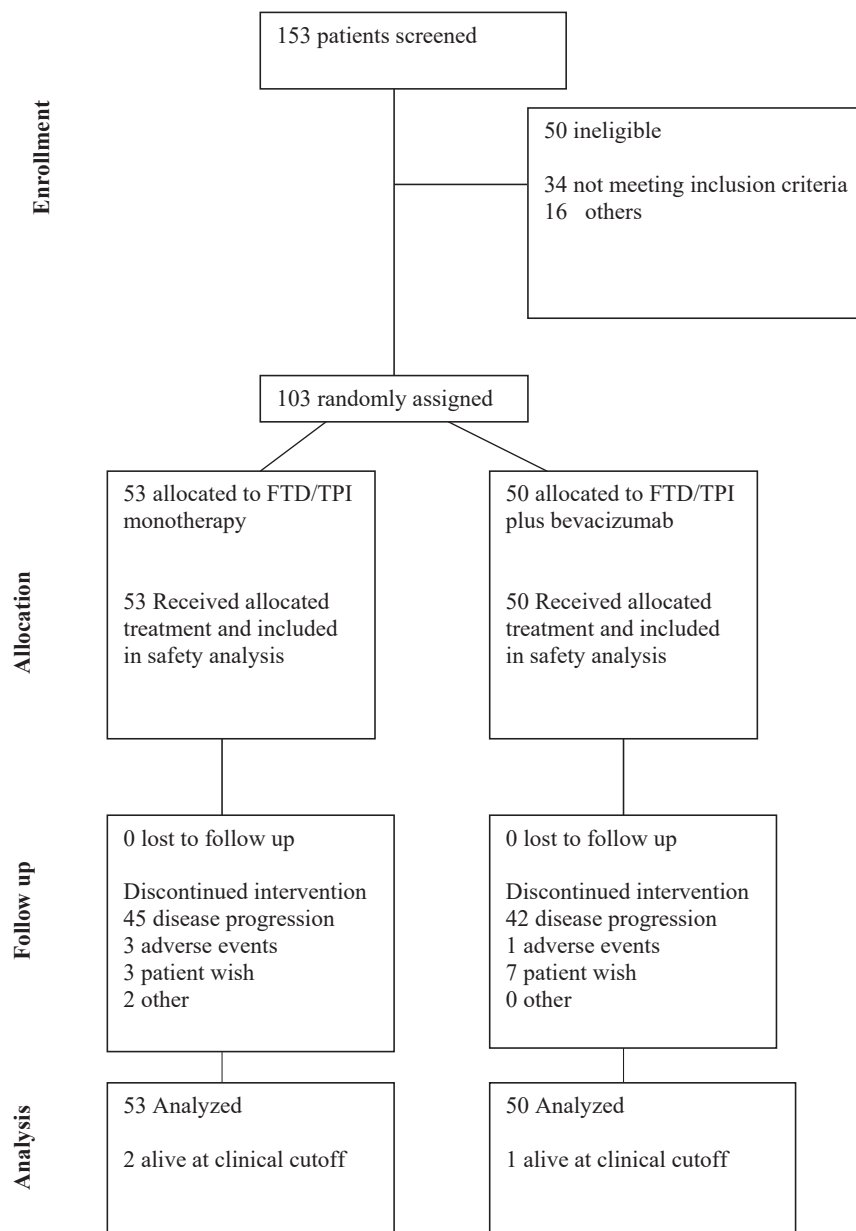 Enrollment
153 patients screened
50 ineligible
34 not meeting inclusion criteria
16 others
103 randomly assigned
Allocation
53 allocated to FTD/TPI
monotherapy
53 Received allocated
treatment and included
in safety analysis
50 allocated to FTD/TPI
plus bevacizumab
50 Received allocated
treatment and included
in safety analysis
Follow up
0 lost to follow up
Discontinued intervention
45 disease progression
3 adverse events
3 patient wish
2 other
0 lost to follow up
Discontinued intervention
42 disease progression
1 adverse events
7 patient wish
0 other
Analysis
53 Analyzed
2 alive at clinical cutoff
50 Analyzed
1 alive at clinical cutoff